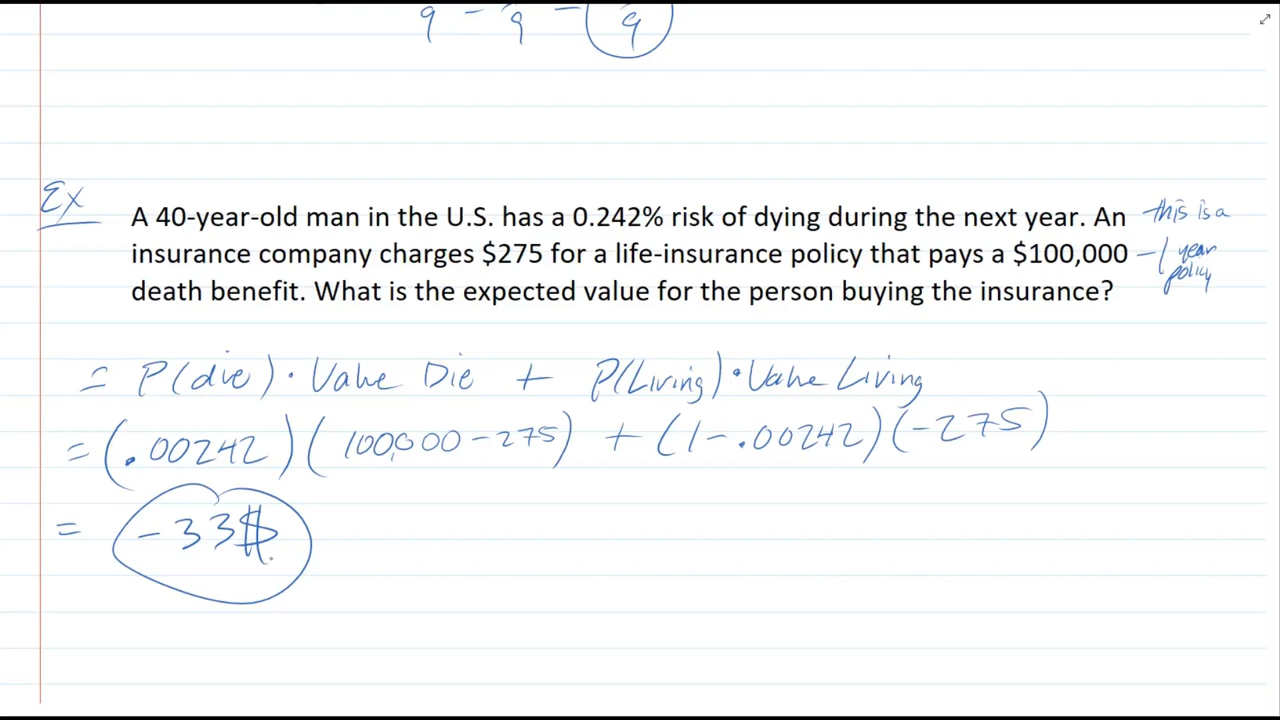 9 - 9 - 9
Ex
A 40-year-old man in the U.S. has a 0.242% risk of dying during the next year. An
insurance company charges $275 for a life-insurance policy that pays a $100,000
death benefit. What is the expected value for the person buying the insurance?
this is a
1 year
policy
= P(die) · Value Die + P(Living) · Value Living
= (.00242)(100,000 - 275) + (1 - .00242)(-275)
= -33$